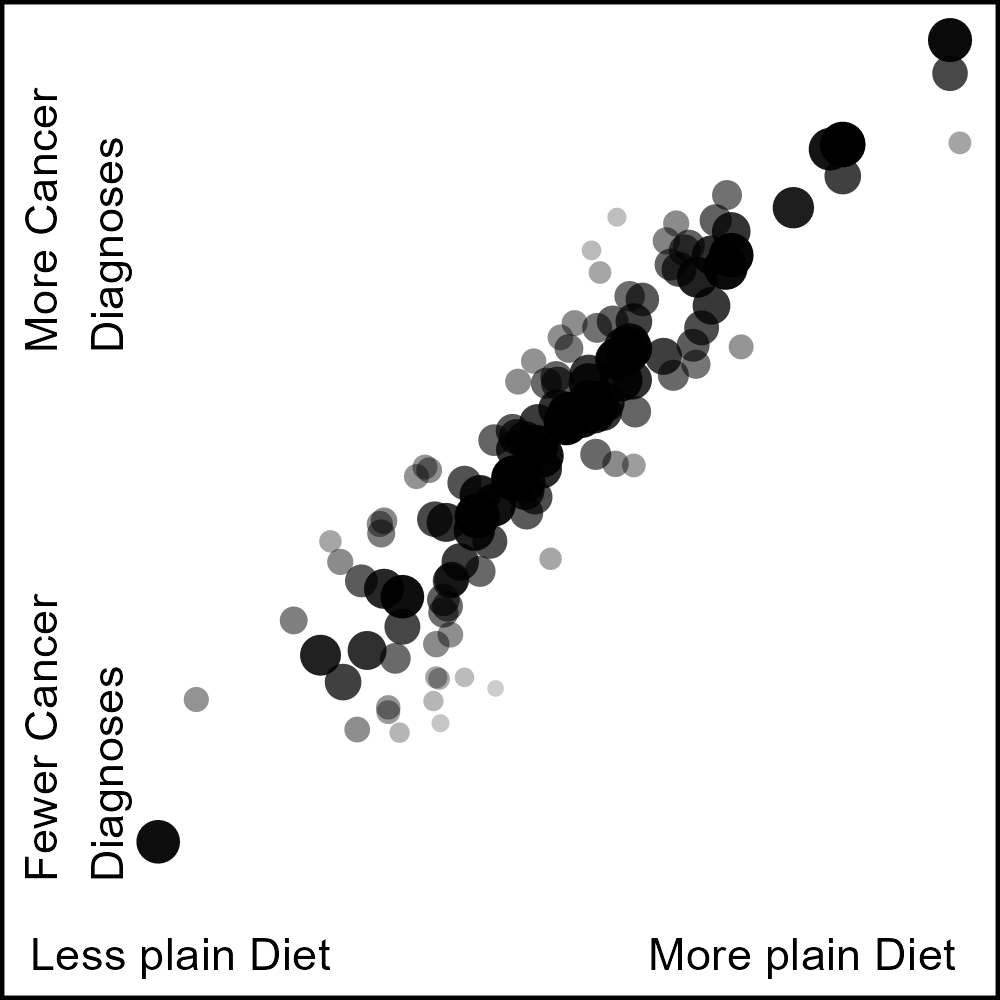 More Cancer
Diagnoses
Fewer Cancer
Diagnoses
Less plain Diet
More plain Diet